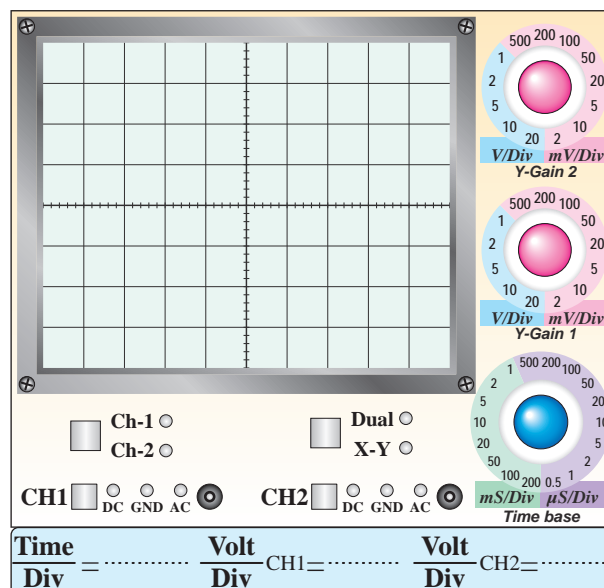 500 200 100
1 50
2 20
5 10
10 5
20 2
V/Div mV/Div
Y-Gain 2
500 200 100
1 50
2 20
5 10
10 5
20 2
V/Div mV/Div
Y-Gain 1
500 200
1 100
2 50
5 20
10 10
20 5
50 2
100 1
200 0.5
mS/Div µS/Div
Time base
Ch-1 Dual
Ch-2 X-Y
CH1 DC GND AC CH2 DC GND AC
Time Volt Volt
= ............ CH1= ............ CH2= ............
Div Div Div